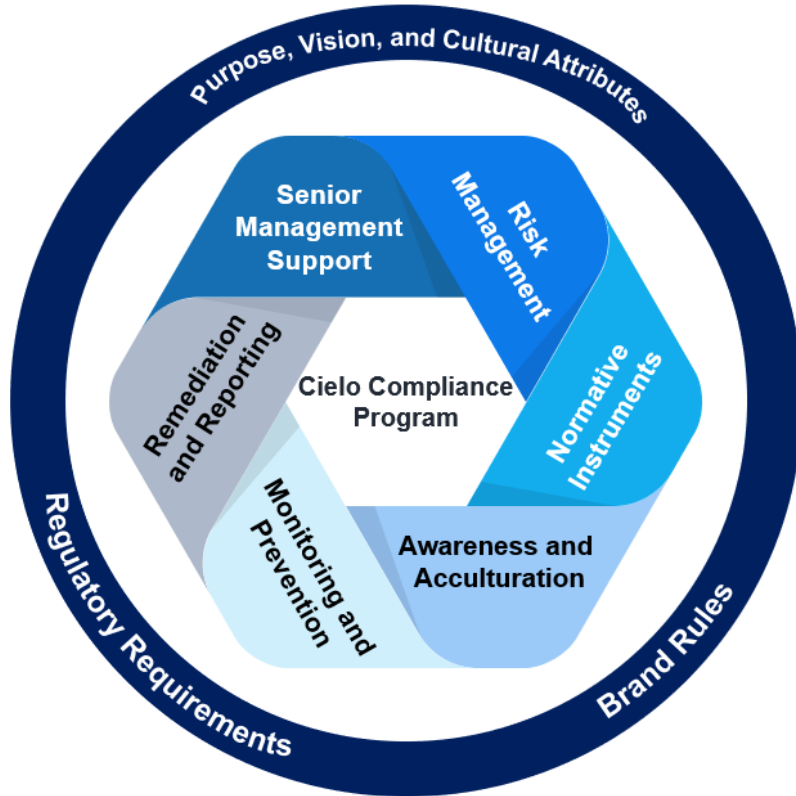 Purpose, Vision, and Cultural Attributes
Senior
Management
Support
Risk
Management
Normative
Instruments
Awareness and
Acculturation
Monitoring and
Prevention
Remediation
and Reporting
Cielo Compliance
Program
Regulatory Requirements
Brand Rules